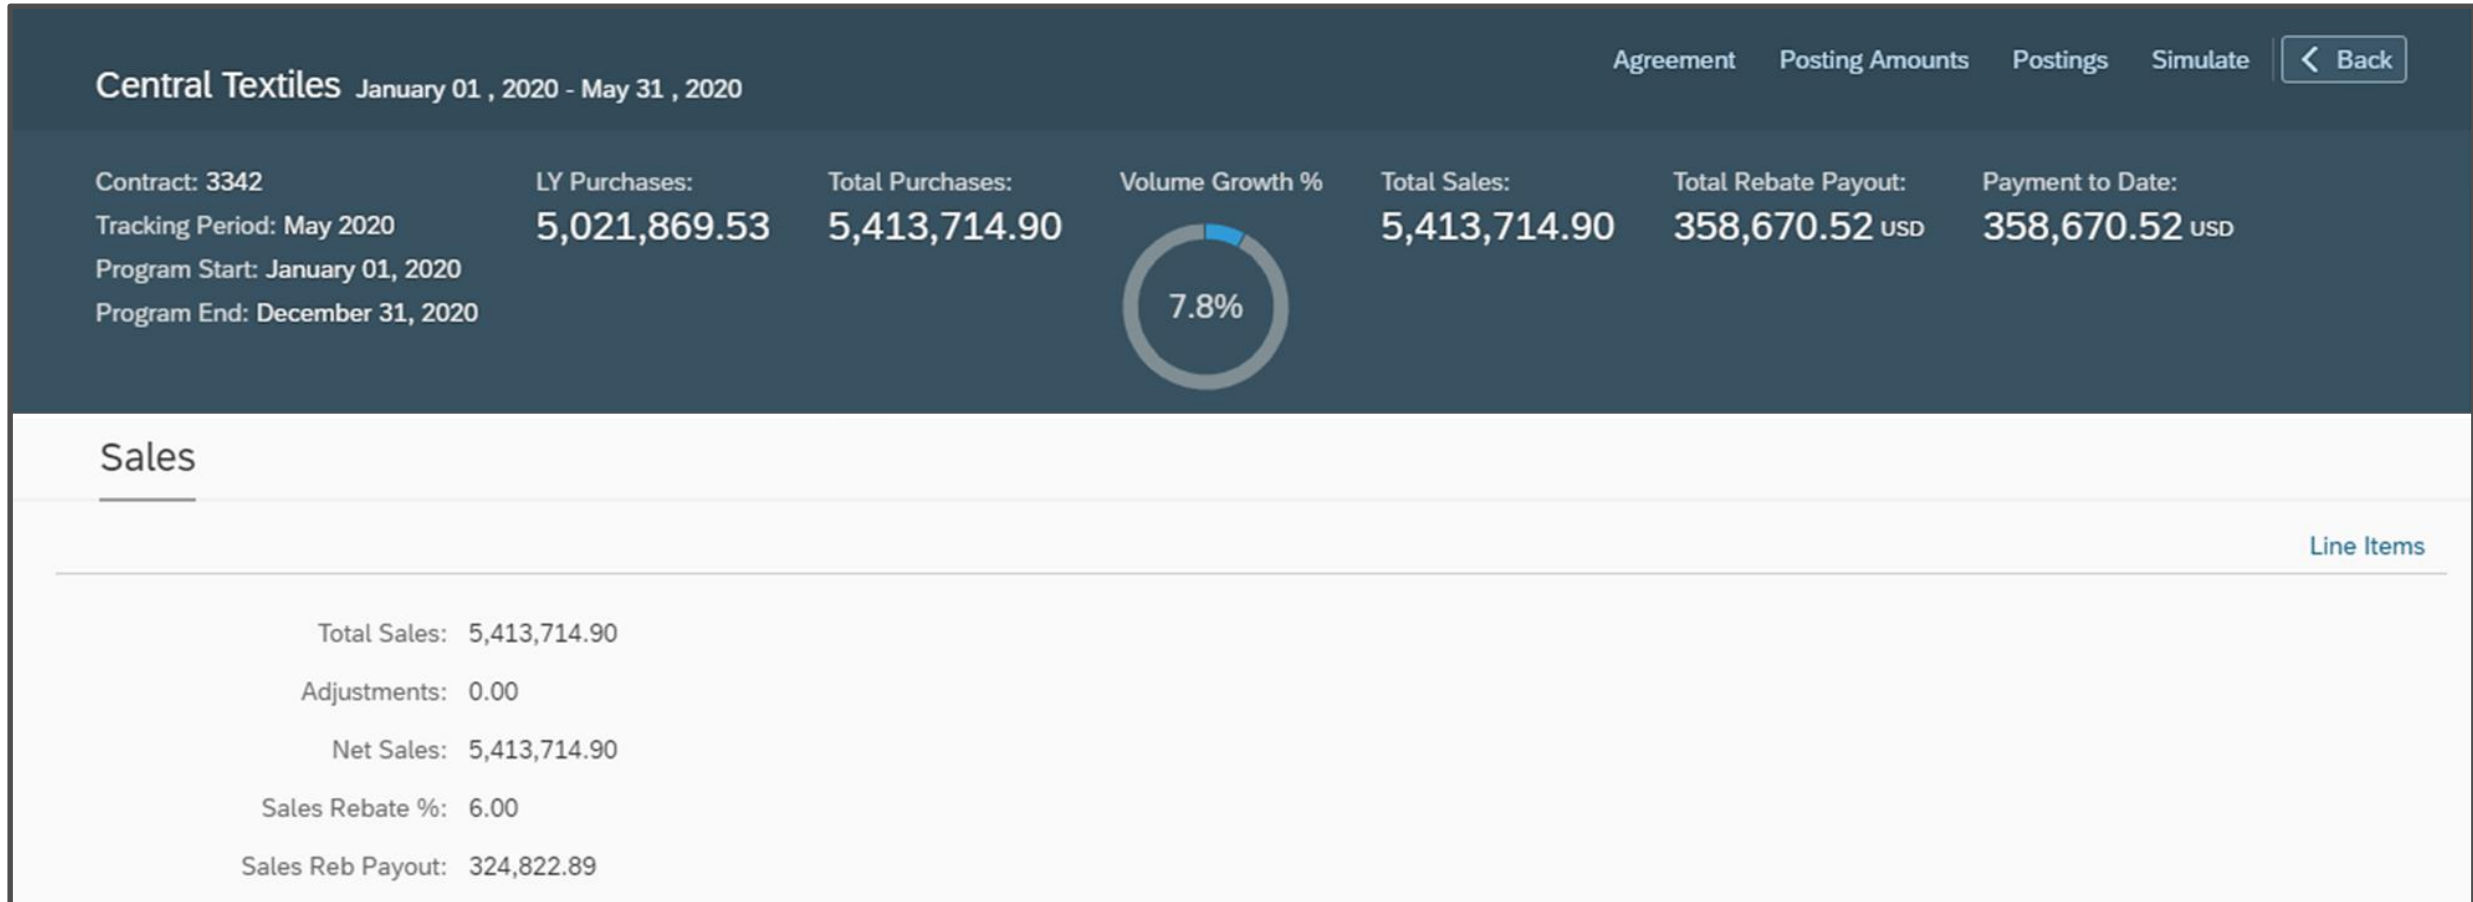 Agreement Posting Amounts Postings Simulate Back
Central Textiles January 01 , 2020 - May 31 , 2020
Contract: 3342
Tracking Period: May 2020
Program Start: January 01, 2020
Program End: December 31, 2020
LY Purchases:
5,021,869.53
Total Purchases:
5,413,714.90
Volume Growth %
7.8%
Total Sales:
5,413,714.90
Total Rebate Payout:
358,670.52 USD
Payment to Date:
358,670.52 USD
Sales
Line Items
Total Sales: 5,413,714.90
Adjustments: 0.00
Net Sales: 5,413,714.90
Sales Rebate %: 6.00
Sales Reb Payout: 324,822.89